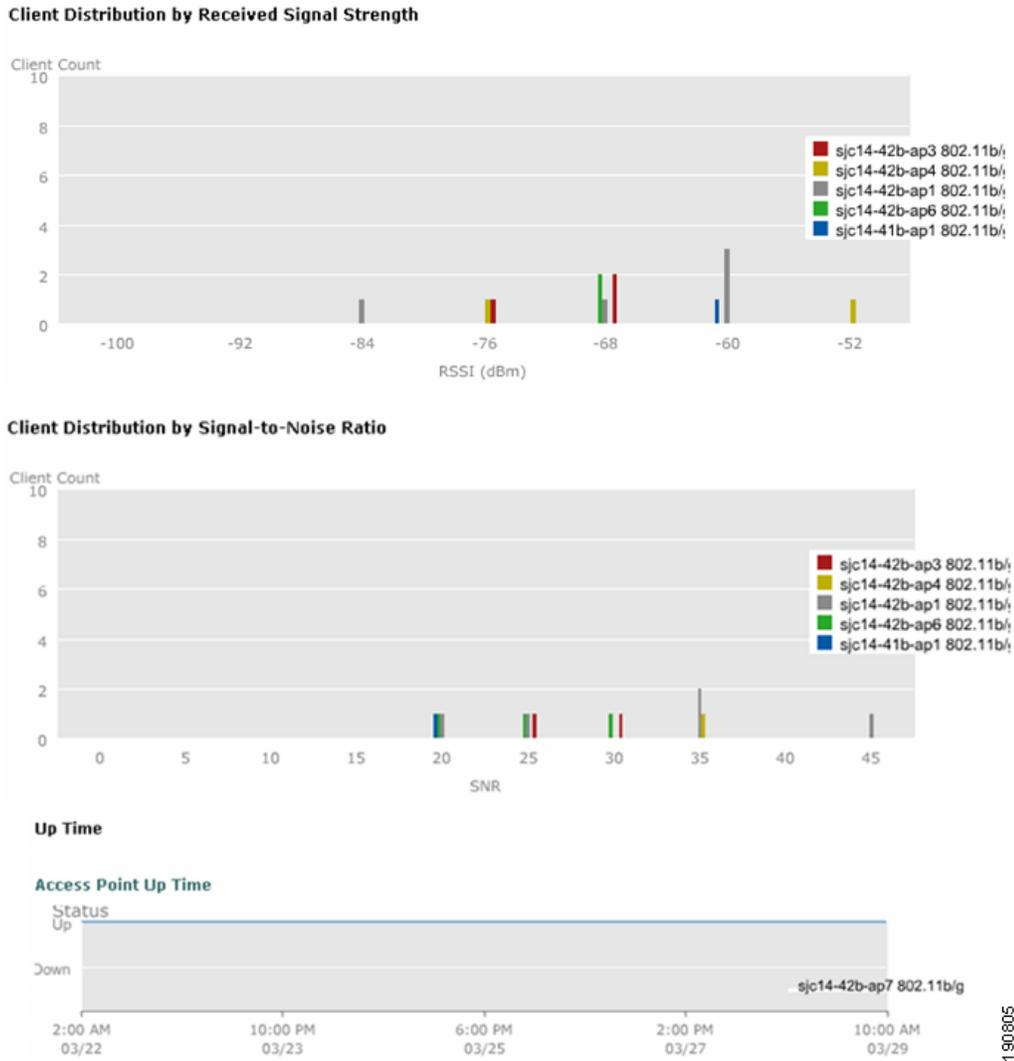 Client Distribution by Received Signal Strength
Client Count
10
8
6
4
2
0
sjc14-42b-ap3 802.11b/
sjc14-42b-ap4 802.11b/
sjc14-42b-ap1 802.11b/
sjc14-42b-ap6 802.11b/
sjc14-41b-ap1 802.11b/
-100 -92 -84 -76 -68 -60 -52
RSSI (dBm)
Client Distribution by Signal-to-Noise Ratio
Client Count
10
8
6
4
2
0
sjc14-42b-ap3 802.11b/
sjc14-42b-ap4 802.11b/
sjc14-42b-ap1 802.11b/
sjc14-42b-ap6 802.11b/
sjc14-41b-ap1 802.11b/
0 5 10 15 20 25 30 35 40 45
SNR
Up Time
Access Point Up Time
Status
Up
Down
sjc14-42b-ap7 802.11b/g
2:00 AM 10:00 PM 6:00 PM 2:00 PM 10:00 AM
03/22 03/23 03/25 03/27 03/29
190805